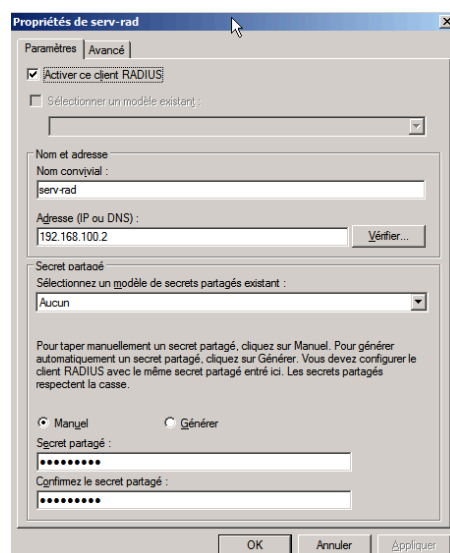 Propriétés de serv-rad
Paramètres Avancé
Activer ce client RADIUS
Sélectionner un modèle existant :
Nom et adresse
Nom convivial :
serv-rad
Adresse (IP ou DNS) :
192.168.100.2 Vérifier...
Secret partagé
Sélectionnez un modèle de secrets partagés existant :
Aucun
Pour taper manuellement un secret partagé, cliquez sur Manuel. Pour générer
automatiquement un secret partagé, cliquez sur Générer. Vous devez configurer le
client RADIUS avec le même secret partagé entré ici. Les secrets partagés
respectent la casse.
Manuel Générer
Secret partagé :
•••••••••
Confirmez le secret partagé :
•••••••••
OK Annuler Appliquer